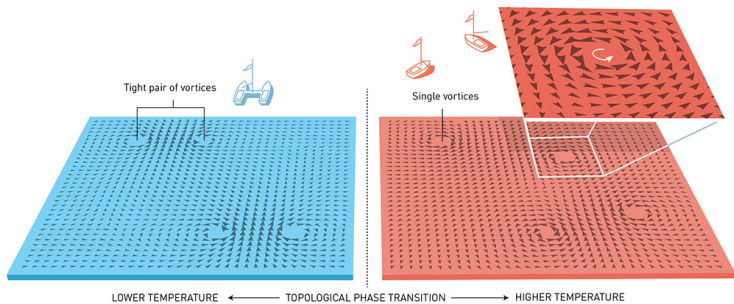 Tight pair of vortices
Single vortices
LOWER TEMPERATURE
TOPOLOGICAL PHASE TRANSITION
HIGHER TEMPERATURE